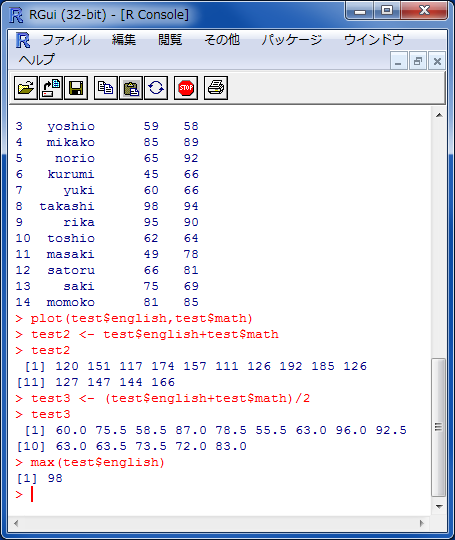 RGui (32-bit) - [R Console]
ファイル 編集 閲覧 その他 パッケージ ウインドウ
ヘルプ
STOP
3 yoshio 59 58
4 mikako 85 89
5 norio 65 92
6 kurumi 45 66
7 yuki 60 66
8 takashi 98 94
9 rika 95 90
10 toshio 62 64
11 masaki 49 78
12 satoru 66 81
13 saki 75 69
14 momoko 81 85
> plot(test$english,test$math)
> test2 <- test$english+test$math
> test2
[1] 120 151 117 174 157 111 126 192 185 126
[11] 127 147 144 166
> test3 <- (test$english+test$math)/2
> test3
[1] 60.0 75.5 58.5 87.0 78.5 55.5 63.0 96.0 92.5
[10] 63.0 63.5 73.5 72.0 83.0
> max(test$english)
[1] 98
>